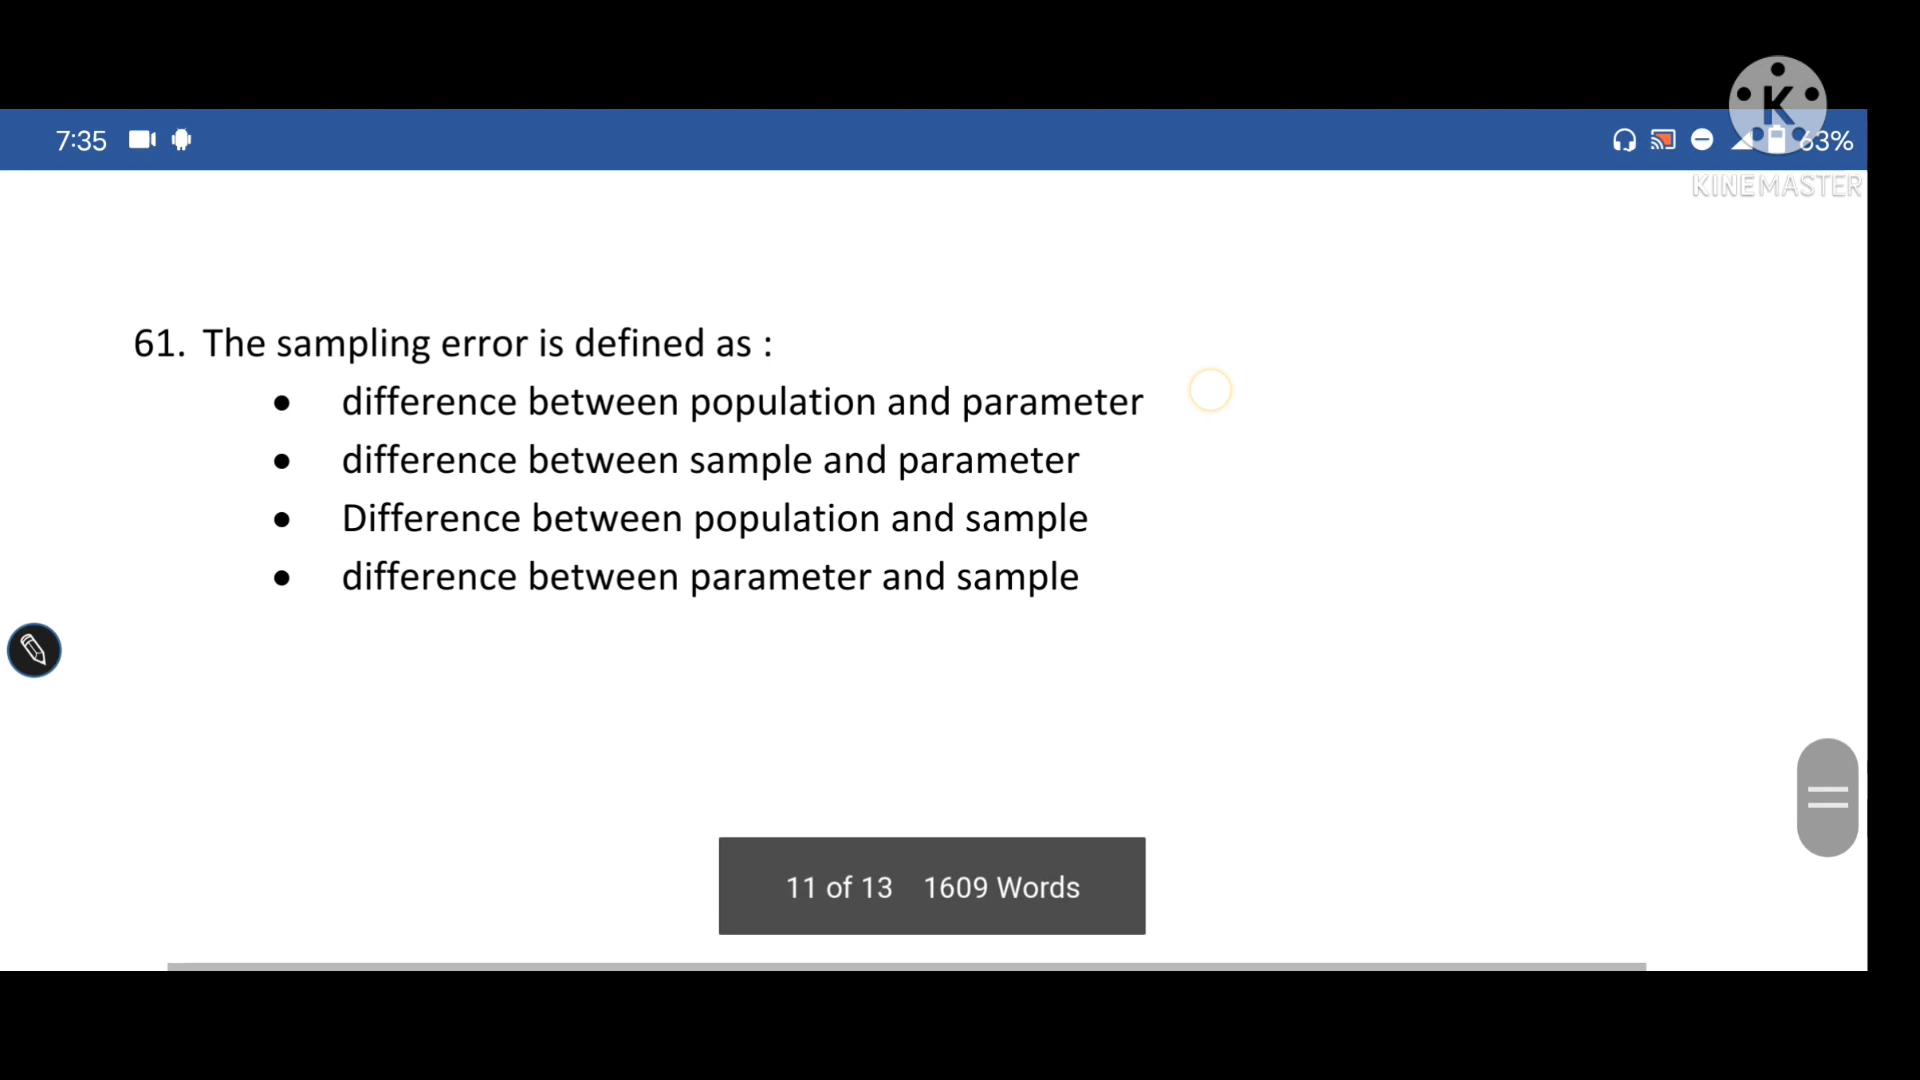 7:35
63%
K
KINEMASTER
61. The sampling error is defined as :
• difference between population and parameter
• difference between sample and parameter
• Difference between population and sample
• difference between parameter and sample
11 of 13 1609 Words